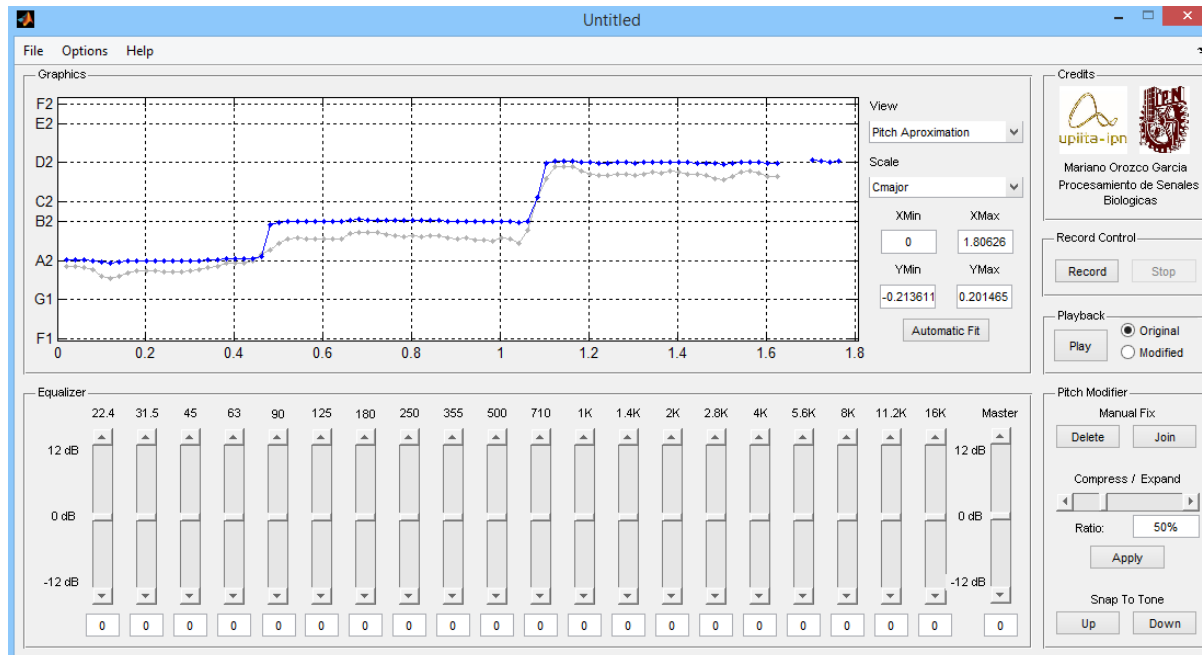 Untitled
File Options Help
Graphics
F2
E2
D2
C2
B2
A2
G1
F1
0 0.2 0.4 0.6 0.8 1 1.2 1.4 1.6 1.8
View
Pitch Aproximation
Scale
Cmajor
XMin XMax
0 1.80626
YMin YMax
-0.213611 0.201465
Automatic Fit
Credits
upiita-ipn
I.P.N
Mariano Orozco Garcia
Procesamiento de Senales
Biologicas
Record Control
Record Stop
Playback
Play
Original
Modified
Equalizer
22.4 31.5 45 63 90 125 180 250 355 500 710 1K 1.4K 2K 2.8K 4K 5.6K 8K 11.2K 16K Master
12 dB 12 dB
0 dB 0 dB
-12 dB -12 dB
0 0 0 0 0 0 0 0 0 0 0 0 0 0 0 0 0 0 0 0 0
Pitch Modifier
Manual Fix
Delete Join
Compress / Expand
Ratio: 50%
Apply
Snap To Tone
Up Down